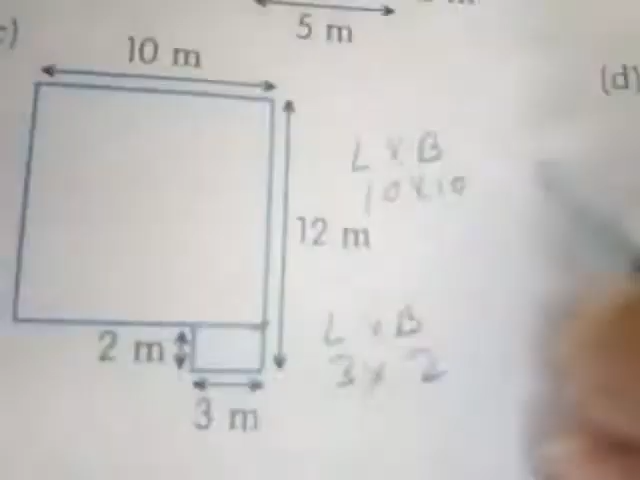 5 m
c)
10 m
(d)
L × B
10 × 10
12 m
L × B
2 m
3 × 2
3 m